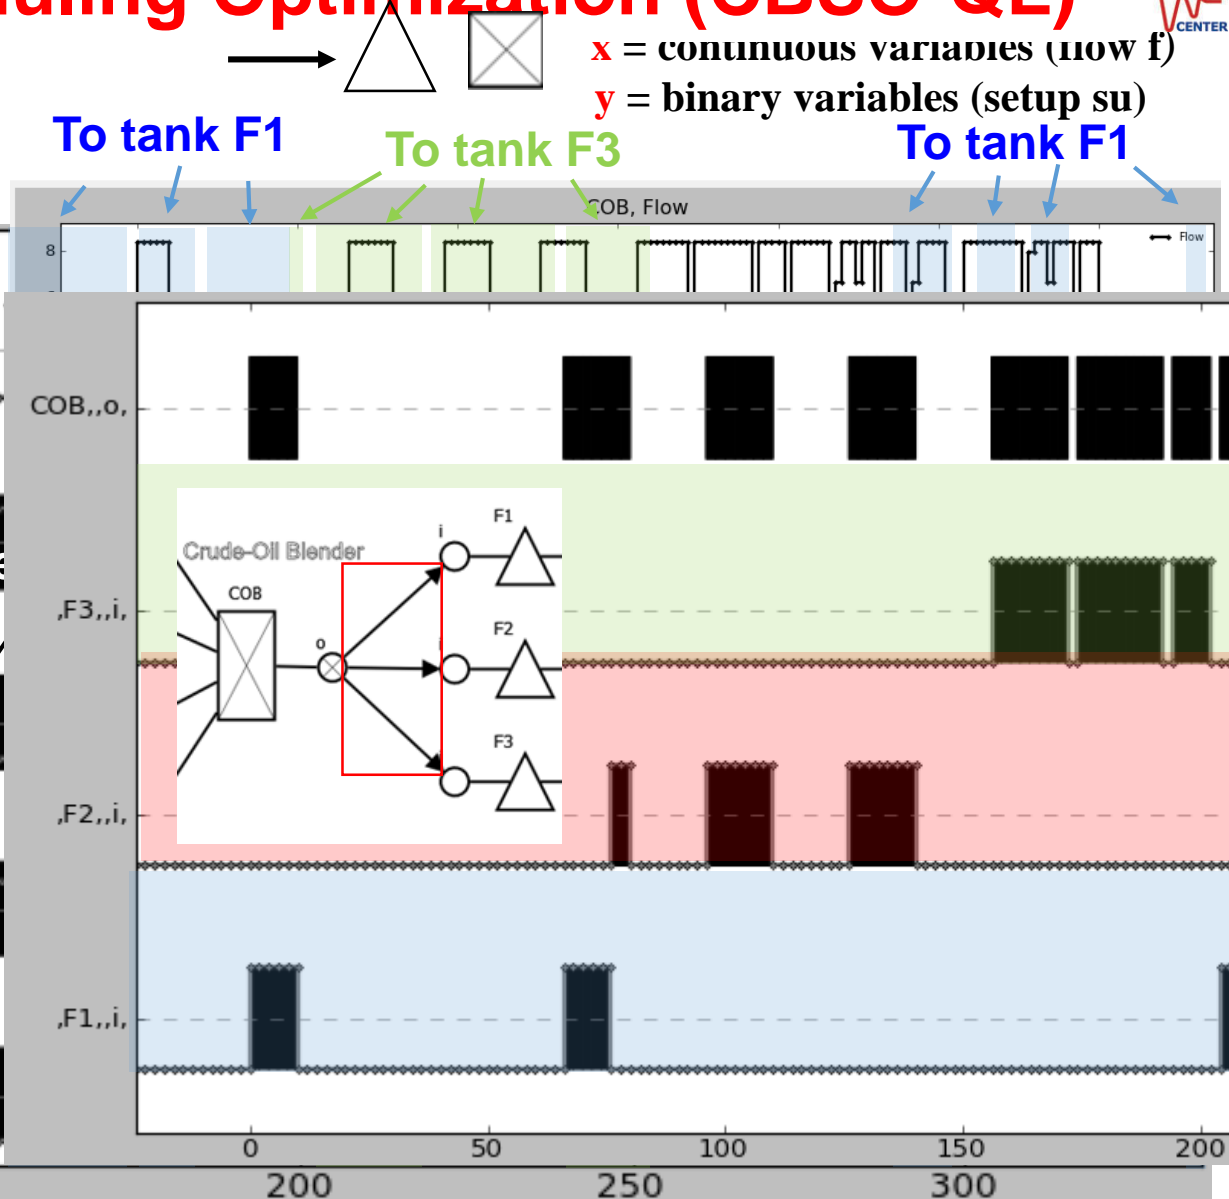 (CBSO-QL)
CENTER
x = continuous variables (flow f)
y = binary variables (setup su)
To tank F1
To tank F3
To tank F1
COB, Flow
8
Flow
COB,,o,
,F3,,i,
,F2,,i,
,F1,,i,
Crude-Oil Blender
COB
o
i
F1
i
F2
F3
0 50 100 150 200
200 250 300